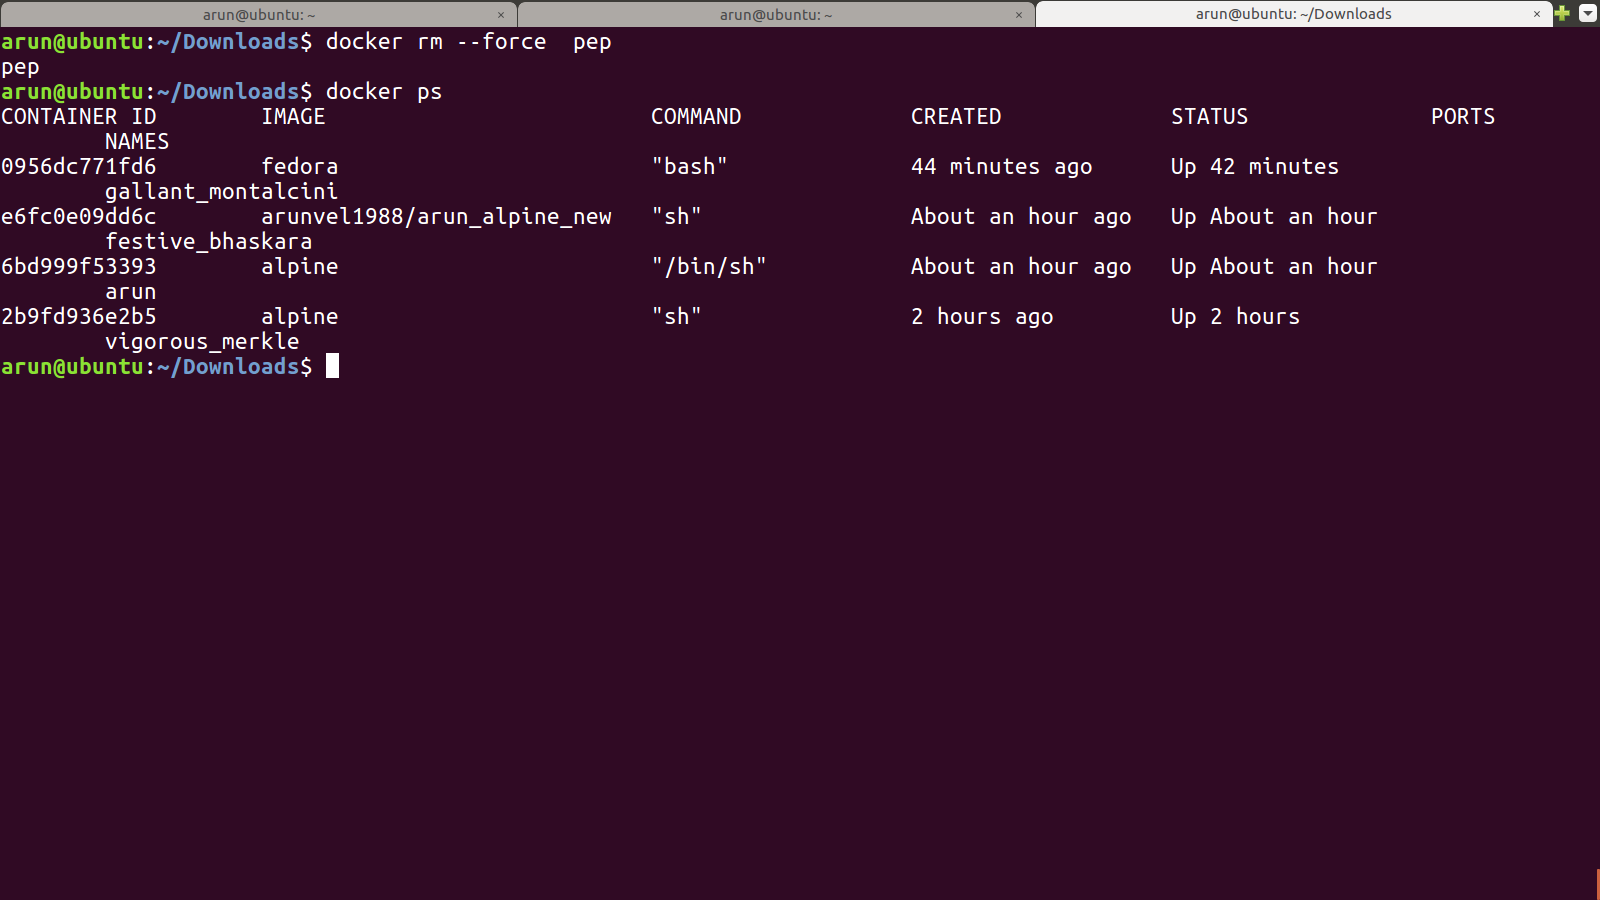 arun@ubuntu: ~ × arun@ubuntu: ~ × arun@ubuntu: ~/Downloads ×
arun@ubuntu:~/Downloads$ docker rm --force  pep
pep
arun@ubuntu:~/Downloads$ docker ps
CONTAINER ID        IMAGE                         COMMAND             CREATED             STATUS              PORTS
        NAMES
0956dc771fd6        fedora                        "bash"              44 minutes ago      Up 42 minutes
        gallant_montalcini
e6fc0e09dd6c        arunvel1988/arun_alpine_new   "sh"                About an hour ago   Up About an hour
        festive_bhaskara
6bd999f53393        alpine                        "/bin/sh"           About an hour ago   Up About an hour
        arun
2b9fd936e2b5        alpine                        "sh"                2 hours ago         Up 2 hours
        vigorous_merkle
arun@ubuntu:~/Downloads$